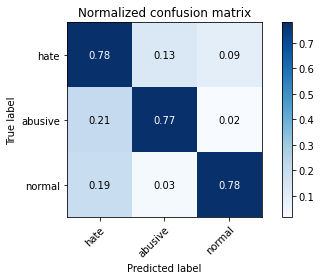 Normalized confusion matrix
hate 0.78 0.13 0.09
abusive 0.21 0.77 0.02
normal 0.19 0.03 0.78
hate abusive normal
True label
Predicted label
0.7
0.6
0.5
0.4
0.3
0.2
0.1